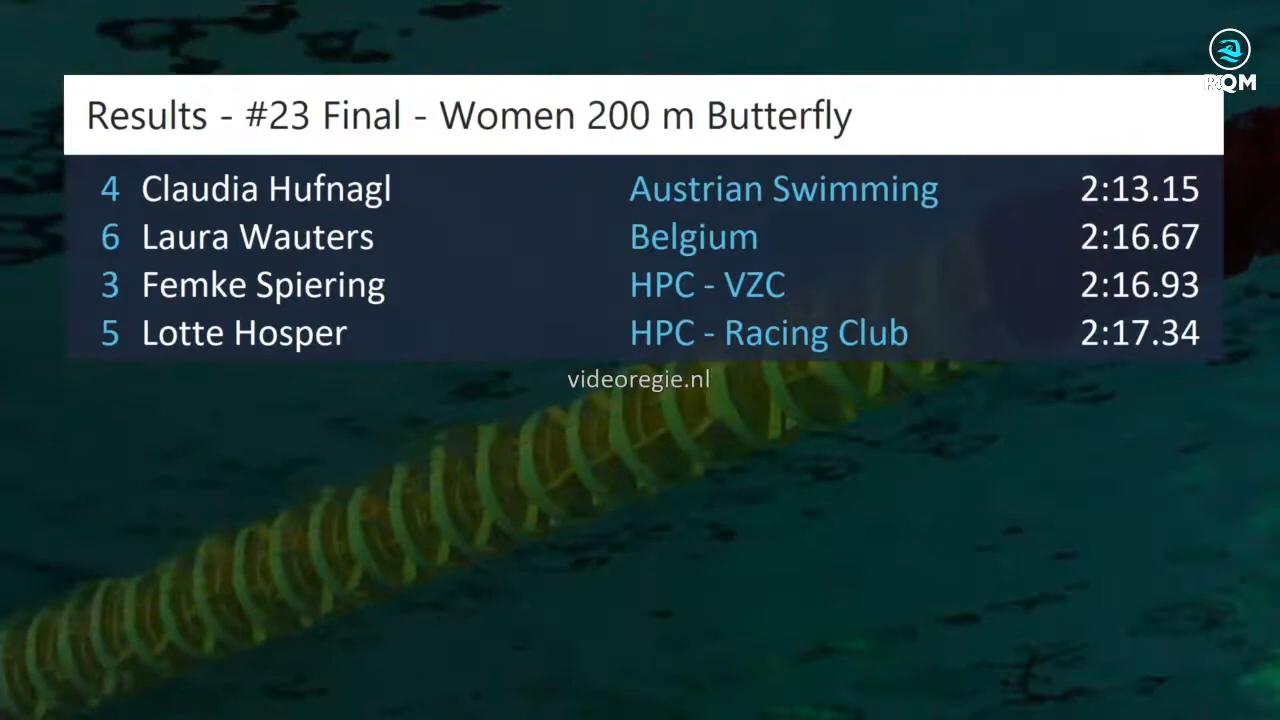 RQM
Results - #23 Final - Women 200 m Butterfly
4 Claudia Hufnagl Austrian Swimming 2:13.15
6 Laura Wauters Belgium 2:16.67
3 Femke Spiering HPC - VZC 2:16.93
5 Lotte Hosper HPC - Racing Club 2:17.34
videoregie.nl